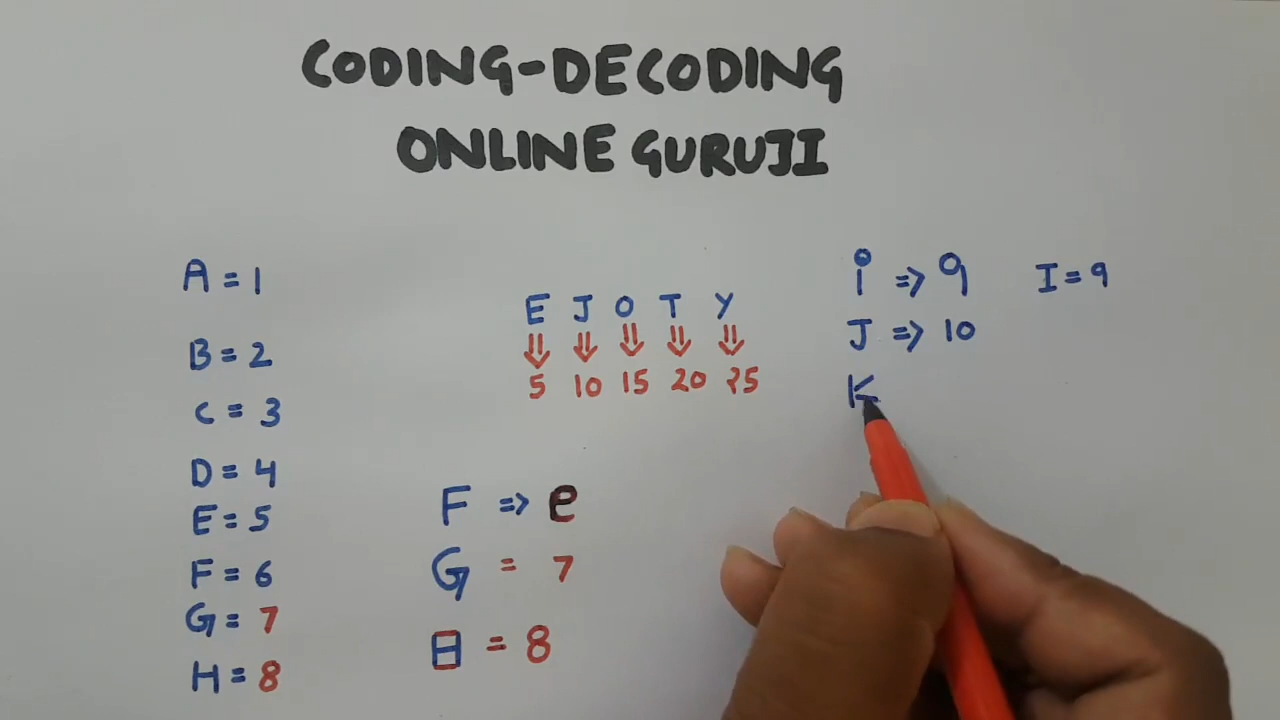 CODING-DECODING
ONLINE GURUJI
A = 1
B = 2
C = 3
D = 4
E = 5
F = 6
G = 7
H = 8
E J O T Y
⇓ ⇓ ⇓ ⇓ ⇓
5 10 15 20 25
F => e
G = 7
H = 8
i => 9 I = 9
J => 10
K